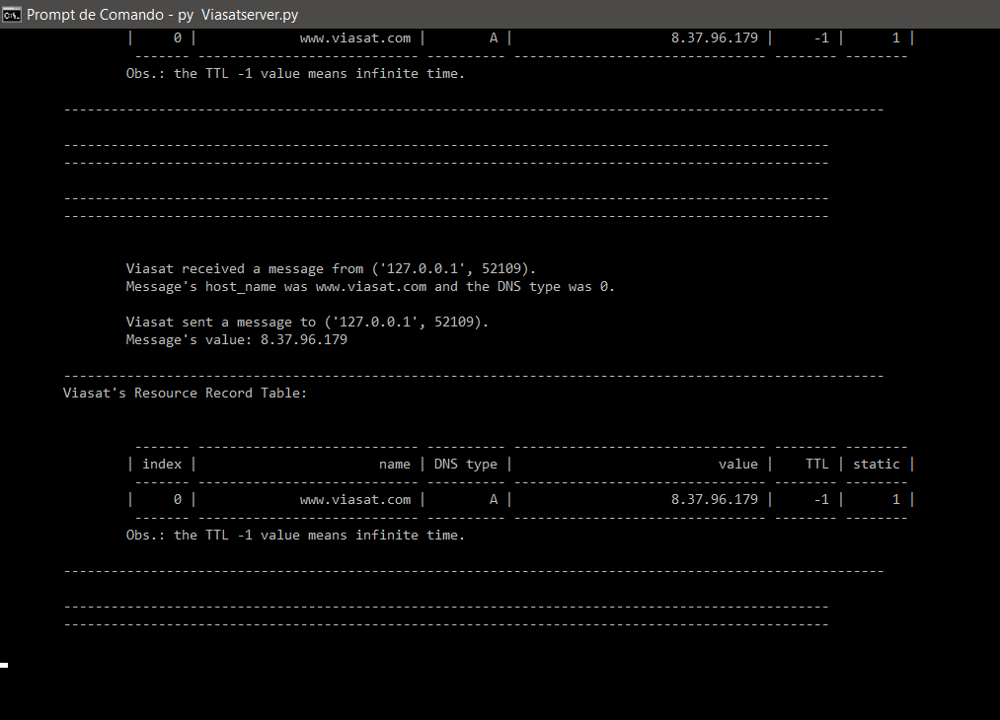 Prompt de Comando - py  Viasatserver.py
|     0 |             www.viasat.com |        A |                    8.37.96.179 |     -1 |      1 |
 ------- ---------------------------- ---------- -------------------------------- -------- --------
Obs.: the TTL -1 value means infinite time.
--------------------------------------------------------------------------------------------------------
-------------------------------------------------------------------------------------------------
-------------------------------------------------------------------------------------------------
-------------------------------------------------------------------------------------------------
-------------------------------------------------------------------------------------------------
Viasat received a message from ('127.0.0.1', 52109).
Message's host_name was www.viasat.com and the DNS type was 0.
Viasat sent a message to ('127.0.0.1', 52109).
Message's value: 8.37.96.179
--------------------------------------------------------------------------------------------------------
Viasat's Resource Record Table:
 ------- ---------------------------- ---------- -------------------------------- -------- --------
| index |                       name | DNS type |                          value |    TTL | static |
 ------- ---------------------------- ---------- -------------------------------- -------- --------
|     0 |             www.viasat.com |        A |                    8.37.96.179 |     -1 |      1 |
 ------- ---------------------------- ---------- -------------------------------- -------- --------
Obs.: the TTL -1 value means infinite time.
--------------------------------------------------------------------------------------------------------
-------------------------------------------------------------------------------------------------
-------------------------------------------------------------------------------------------------